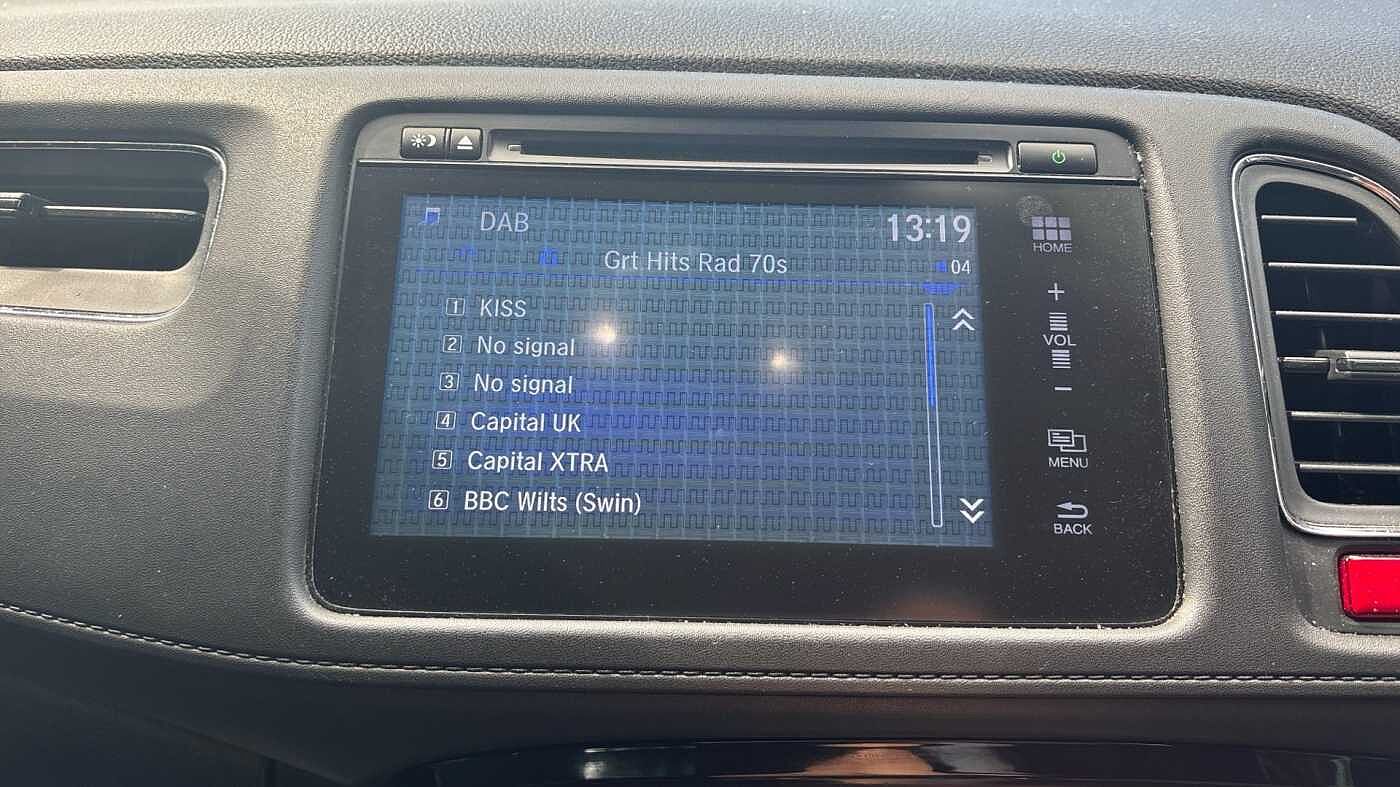 DAB
13:19
Grt Hits Rad 70s
04
1 KISS
2 No signal
3 No signal
4 Capital UK
5 Capital XTRA
6 BBC Wilts (Swin)
HOME
+
VOL
−
MENU
BACK